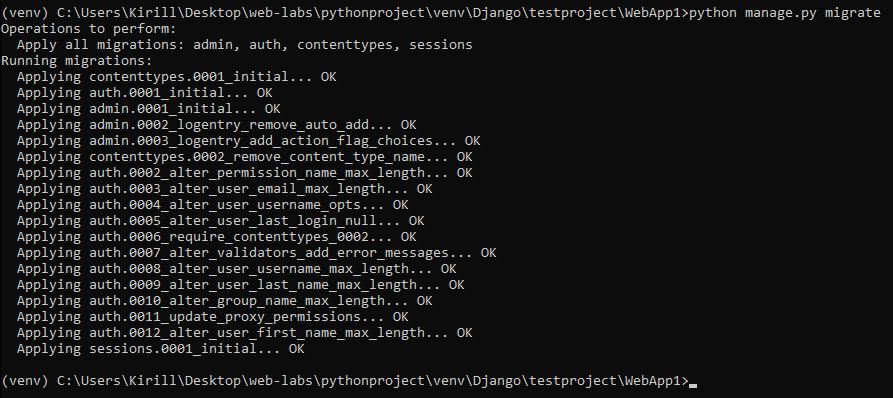 (venv) C:\Users\Kirill\Desktop\web-labs\pythonproject\venv\Django\testproject\WebApp1>python manage.py migrate
Operations to perform:
  Apply all migrations: admin, auth, contenttypes, sessions
Running migrations:
  Applying contenttypes.0001_initial... OK
  Applying auth.0001_initial... OK
  Applying admin.0001_initial... OK
  Applying admin.0002_logentry_remove_auto_add... OK
  Applying admin.0003_logentry_add_action_flag_choices... OK
  Applying contenttypes.0002_remove_content_type_name... OK
  Applying auth.0002_alter_permission_name_max_length... OK
  Applying auth.0003_alter_user_email_max_length... OK
  Applying auth.0004_alter_user_username_opts... OK
  Applying auth.0005_alter_user_last_login_null... OK
  Applying auth.0006_require_contenttypes_0002... OK
  Applying auth.0007_alter_validators_add_error_messages... OK
  Applying auth.0008_alter_user_username_max_length... OK
  Applying auth.0009_alter_user_last_name_max_length... OK
  Applying auth.0010_alter_group_name_max_length... OK
  Applying auth.0011_update_proxy_permissions... OK
  Applying auth.0012_alter_user_first_name_max_length... OK
  Applying sessions.0001_initial... OK
(venv) C:\Users\Kirill\Desktop\web-labs\pythonproject\venv\Django\testproject\WebApp1>